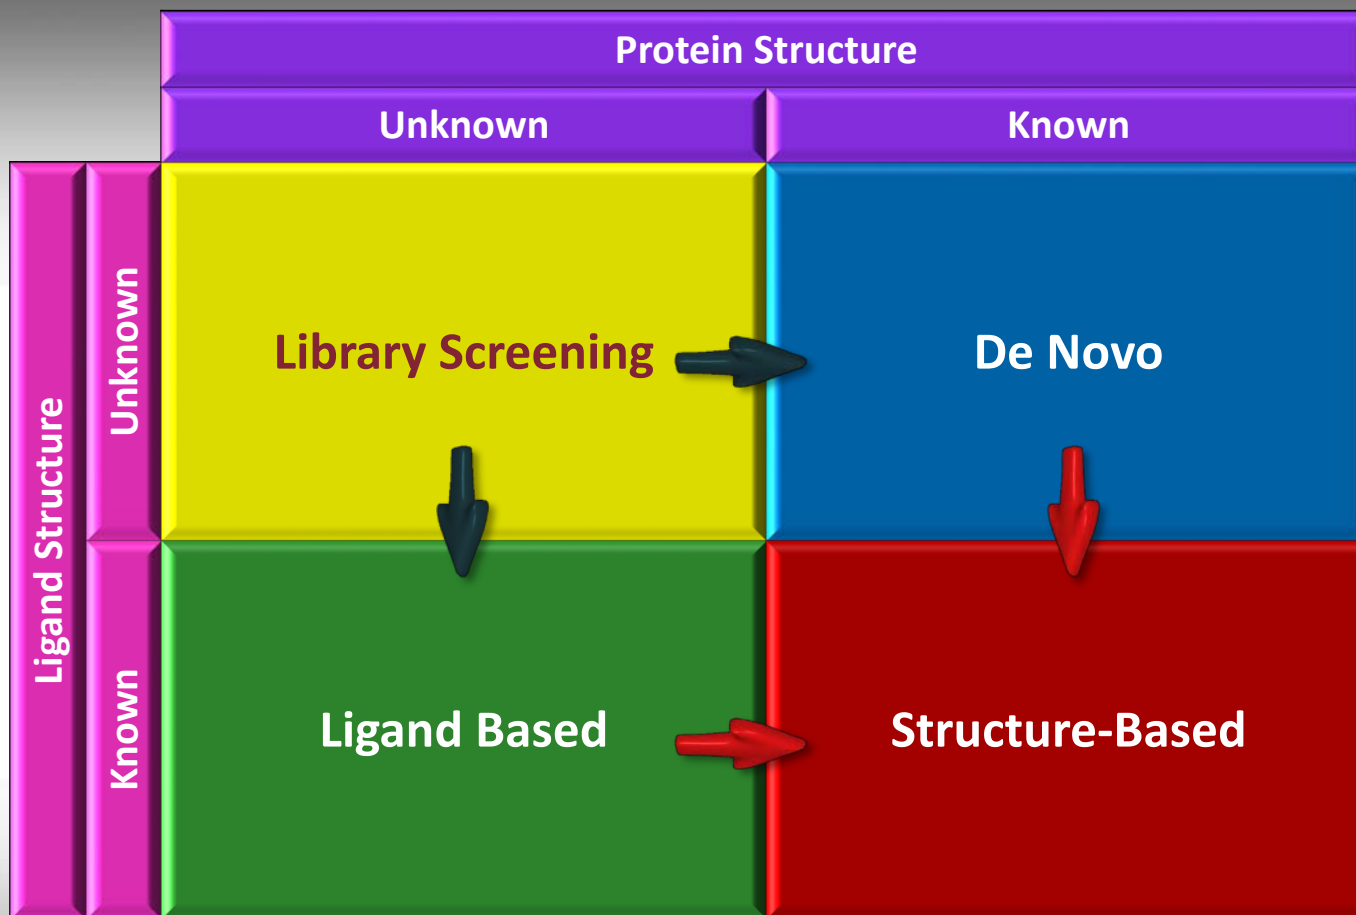 Protein Structure
Unknown
Known
Ligand Structure
Unknown
Library Screening
De Novo
Known
Ligand Based
Structure-Based